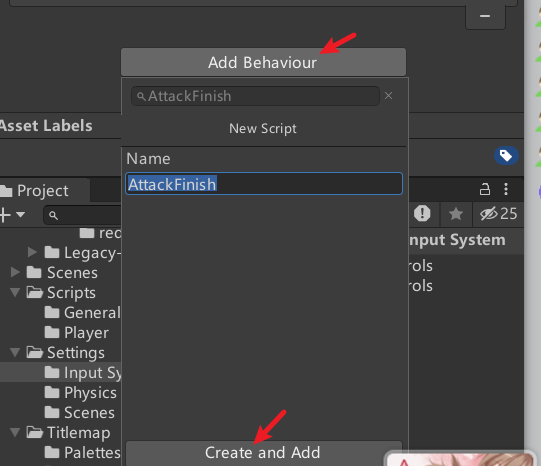 Add Behaviour
AttackFinish
New Script
Asset Labels
Name
AttackFinish
Project
25
red
Legacy-
nput System
Scenes
rols
Scripts
rols
General
Player
Settings
Input Sy
Physics
Scenes
Titlemap
Palettes
Create and Add